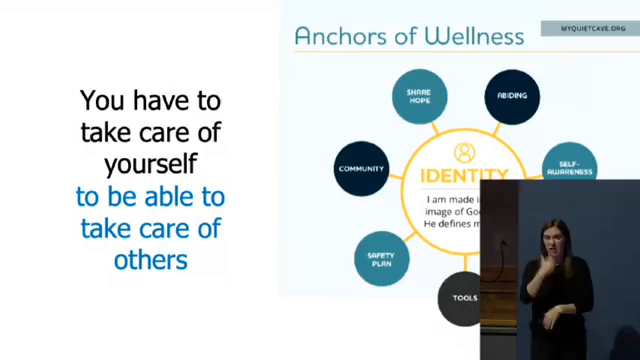 You have to
take care of
yourself
to be able to
take care of
others
MYQUIETCAVE.ORG
Anchors of Wellness
SHARE
HOPE
ABIDING
COMMUNITY
SELF-
AWARENESS
IDENTITY
I am made i
image of Go
He defines m
SAFETY
PLAN
TOOLS